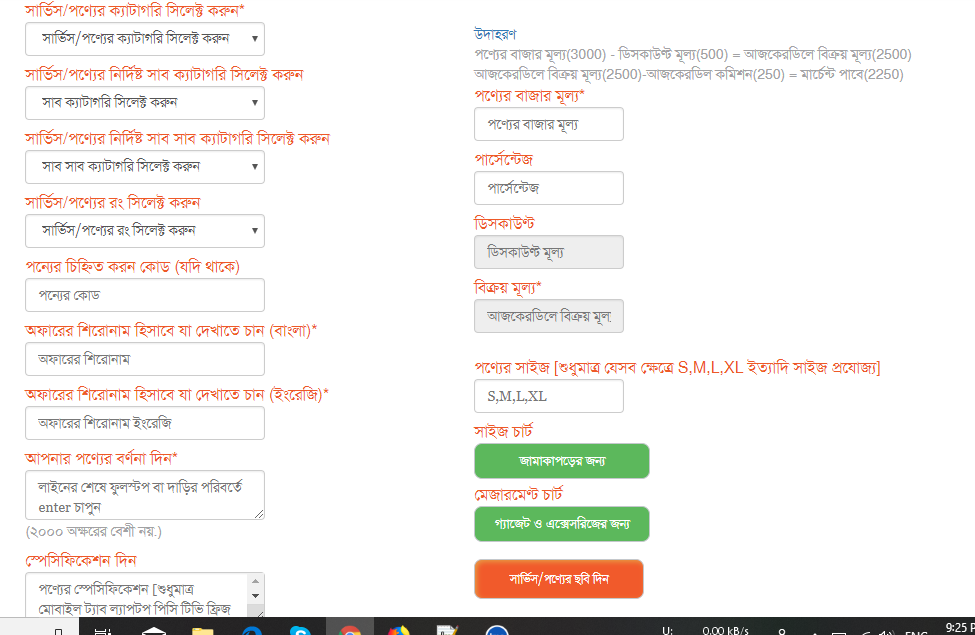 সার্ভিস/পণ্যের ক্যাটাগরি সিলেক্ট করুন*
সার্ভিস/পণ্যের ক্যাটাগরি সিলেক্ট করুন
সার্ভিস/পণ্যের নির্দিষ্ট সাব ক্যাটাগরি সিলেক্ট করুন
সাব ক্যাটাগরি সিলেক্ট করুন
সার্ভিস/পণ্যের নির্দিষ্ট সাব সাব ক্যাটাগরি সিলেক্ট করুন
সাব সাব ক্যাটাগরি সিলেক্ট করুন
সার্ভিস/পণ্যের রং সিলেক্ট করুন
সার্ভিস/পণ্যের রং সিলেক্ট করুন
পন্যের চিহ্নিত করন কোড (যদি থাকে)
পন্যের কোড
অফারের শিরোনাম হিসাবে যা দেখাতে চান (বাংলা)*
অফারের শিরোনাম
অফারের শিরোনাম হিসাবে যা দেখাতে চান (ইংরেজি)*
অফারের শিরোনাম ইংরেজি
আপনার পণ্যের বর্ণনা দিন*
লাইনের শেষে ফুলস্টপ বা দাড়ির পরিবর্তে
enter চাপুন
(২০০০ অক্ষরের বেশী নয়.)
স্পেসিফিকেশন দিন
পণ্যের স্পেসিফিকেশন [শুধুমাত্র
মোবাইল ট্যাব ল্যাপটপ পিসি টিভি ফ্রিজ
উদাহরণ
পণ্যের বাজার মূল্য(3000) - ডিসকাউন্ট মূল্য(500) = আজকেরডিলে বিক্রয় মূল্য(2500)
আজকেরডিলে বিক্রয় মূল্য(2500)-আজকেরডিল কমিশন(250) = মার্চেন্ট পাবে(2250)
পণ্যের বাজার মূল্য*
পণ্যের বাজার মূল্য
পার্সেন্টেজ
পার্সেন্টেজ
ডিসকাউন্ট
ডিসকাউন্ট মূল্য
বিক্রয় মূল্য*
আজকেরডিলে বিক্রয় মূল্য
পণ্যের সাইজ [শুধুমাত্র যেসব ক্ষেত্রে S,M,L,XL ইত্যাদি সাইজ প্রযোজ্য]
S,M,L,XL
সাইজ চার্ট
জামাকাপড়ের জন্য
মেজারমেন্ট চার্ট
গ্যাজেট ও এক্সেসরিজের জন্য
সার্ভিস/পণ্যের ছবি দিন
U:
0.00 kB/s
9:25 P